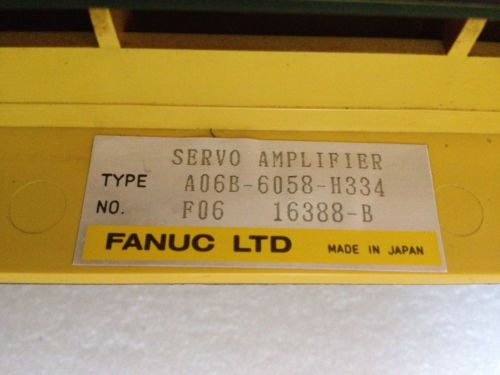 SERVO AMPLIFIER
TYPE A06B-6058-H334
NO. F06 16388-B
FANUC LTD MADE IN JAPAN